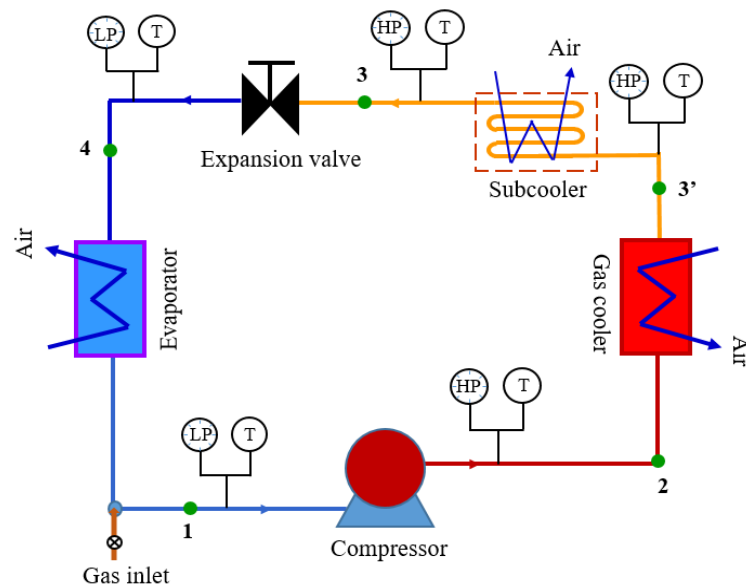 LP T
HP T
Air
HP T
3
4
Expansion valve
Subcooler
3’
Air
Evaporator
Gas cooler
Air
HP T
LP T
2
1
Compressor
Gas inlet